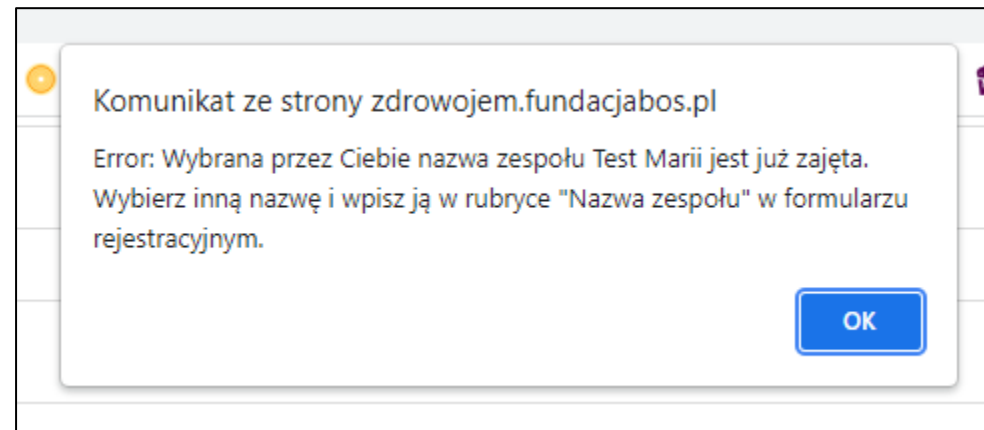 Komunikat ze strony zdrowojem.fundacjabos.pl
Error: Wybrana przez Ciebie nazwa zespołu Test Marii jest już zajęta.
Wybierz inną nazwę i wpisz ją w rubryce "Nazwa zespołu" w formularzu
rejestracyjnym.
OK